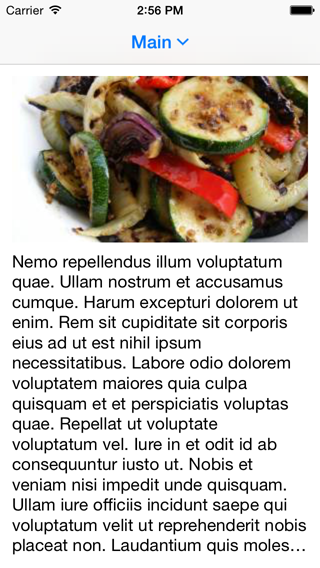 Carrier 2:56 PM
Main
Nemo repellendus illum voluptatum
quae. Ullam nostrum et accusamus
cumque. Harum excepturi dolorem ut
enim. Rem sit cupiditate sit corporis
eius ad ut est nihil ipsum
necessitatibus. Labore odio dolorem
voluptatem maiores quia culpa
quisquam et et perspiciatis voluptas
quae. Repellat ut voluptate
voluptatum vel. Iure in et odit id ab
consequuntur iusto ut. Nobis et
veniam nisi impedit unde quisquam.
Ullam iure officiis incidunt saepe qui
voluptatum velit ut reprehenderit nobis
placeat non. Laudantium quis moles…